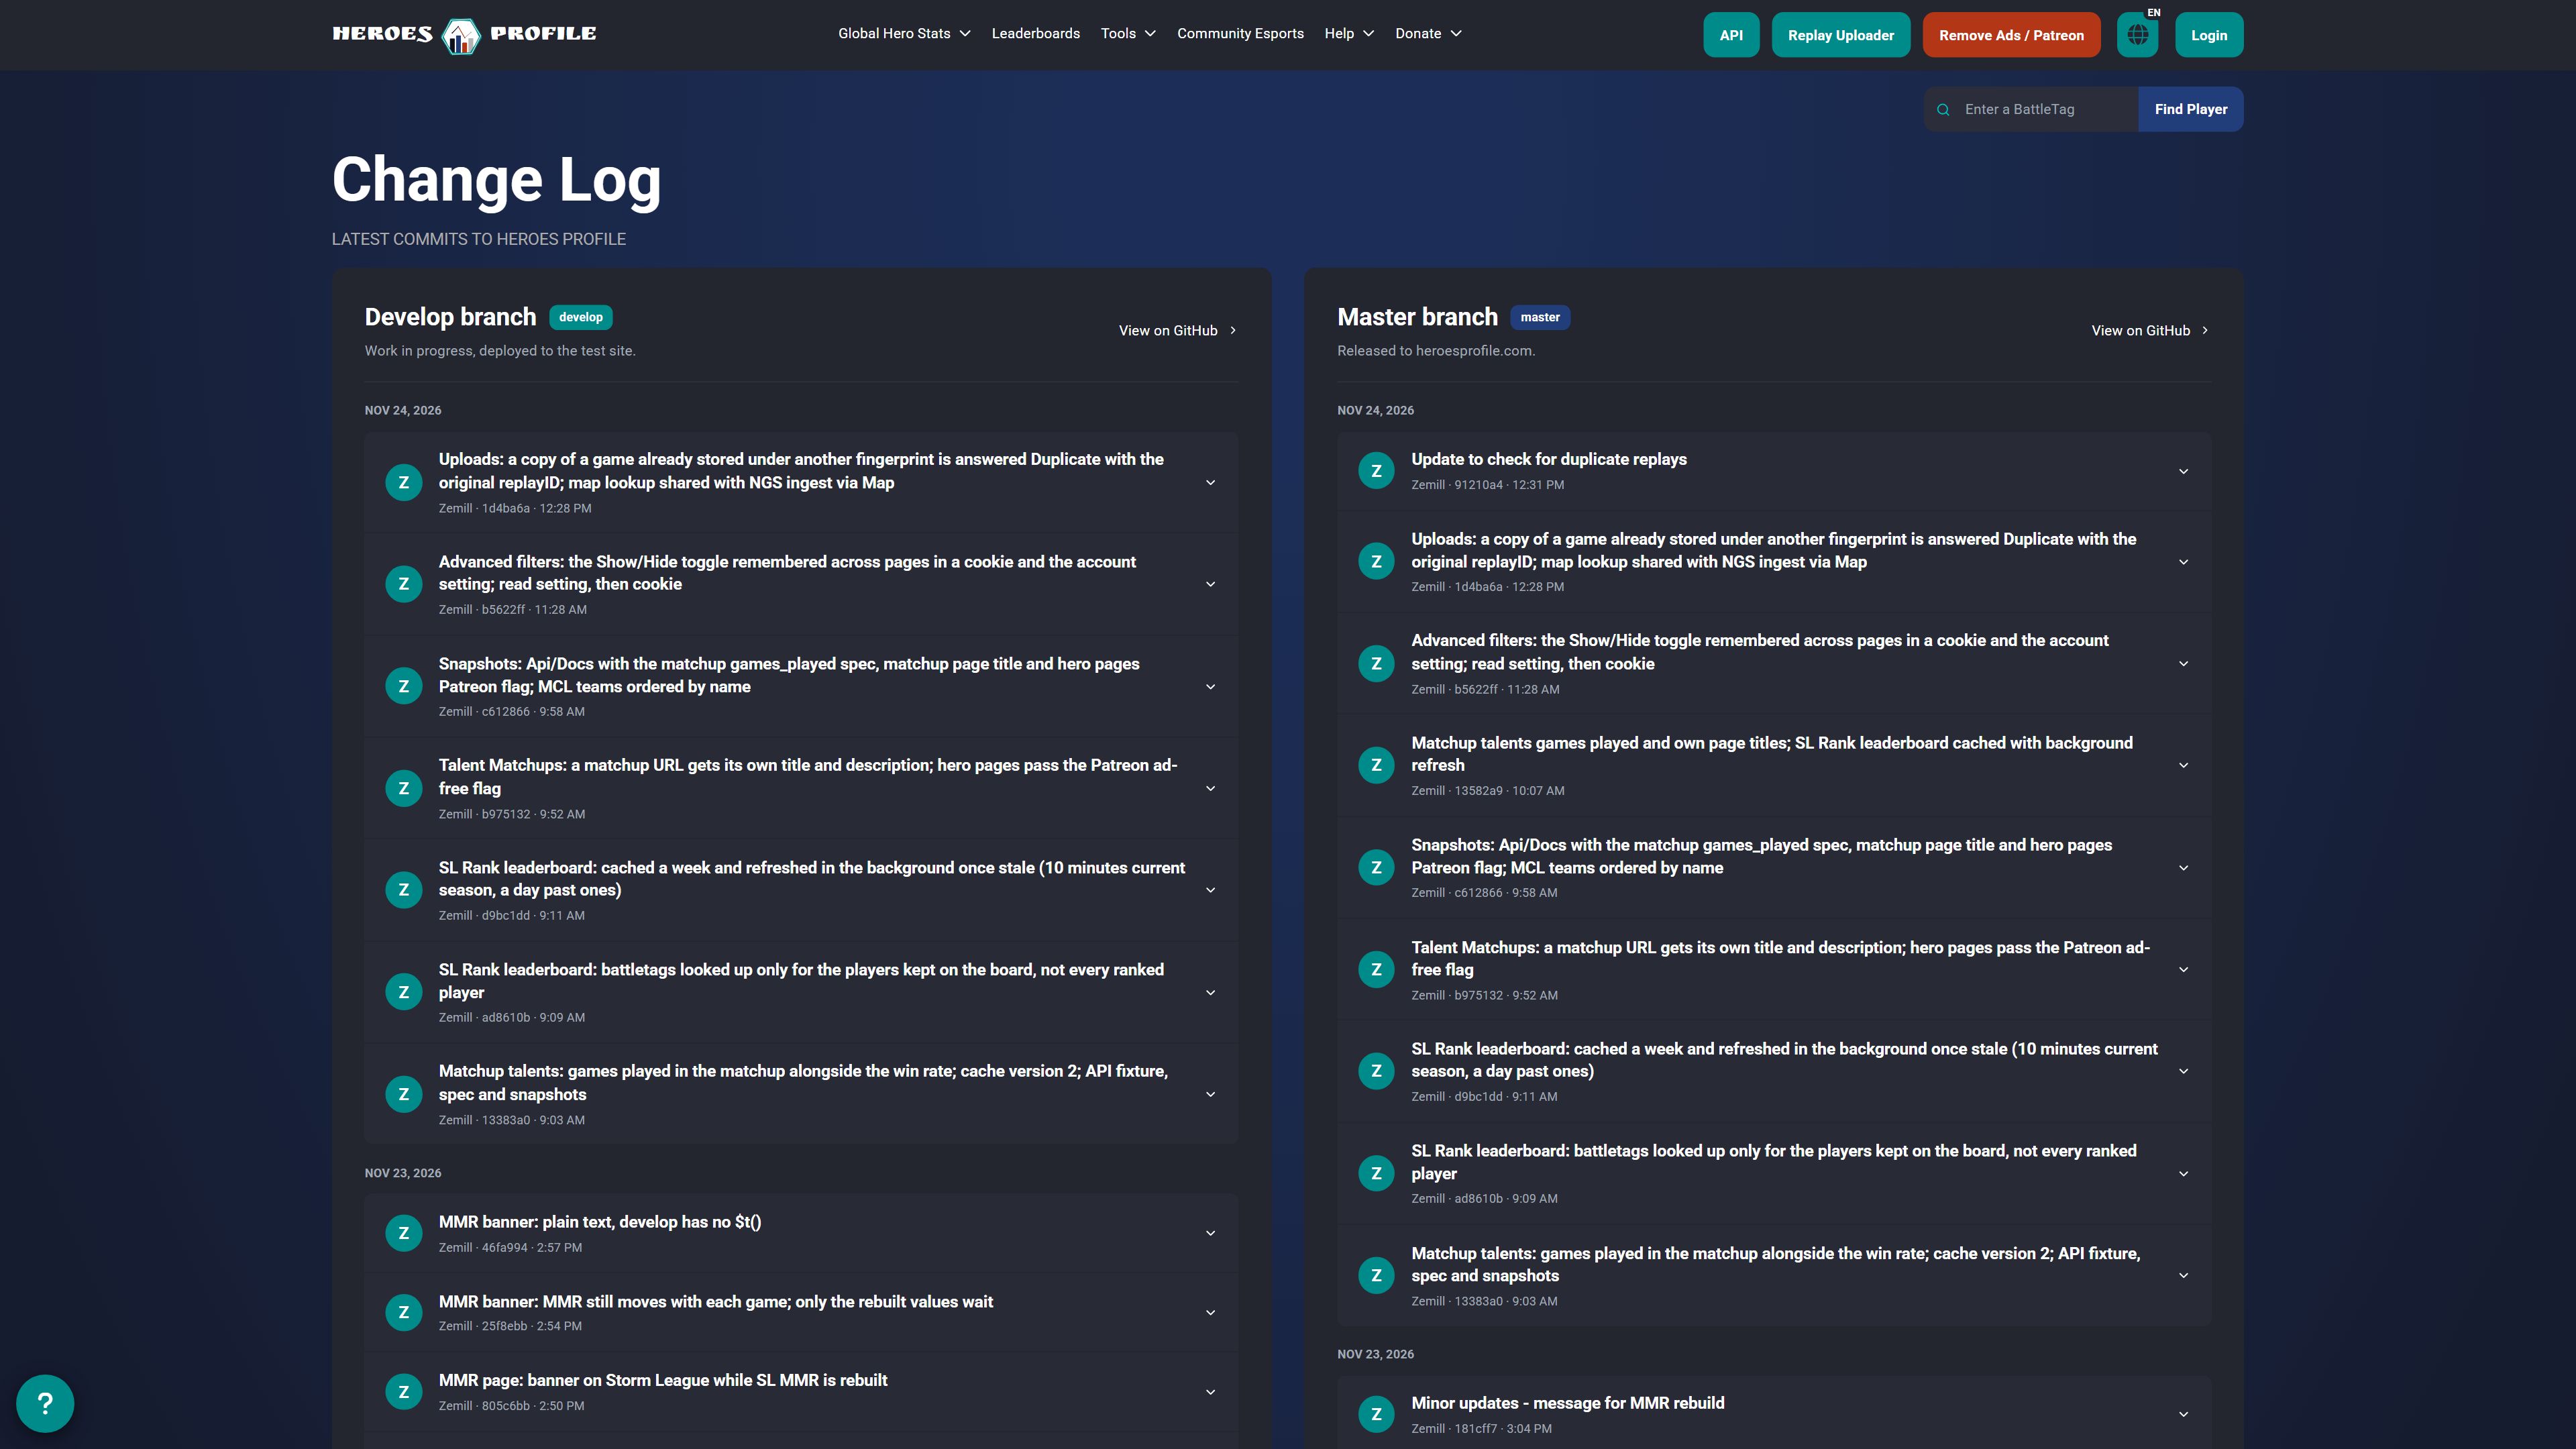 HEROES PROFILE
Global Hero Stats
Leaderboards
Tools
Community Esports
Help
Donate
API
Replay Uploader
Remove Ads / Patreon
EN
Login
Enter a BattleTag
Find Player
Change Log
LATEST COMMITS TO HEROES PROFILE
Develop branch
develop
Work in progress, deployed to the test site.
View on GitHub
NOV 24, 2026
Z
Uploads: a copy of a game already stored under another fingerprint is answered Duplicate with the
original replayID; map lookup shared with NGS ingest via Map
Zemill · 1d4ba6a · 12:28 PM
Z
Advanced filters: the Show/Hide toggle remembered across pages in a cookie and the account
setting; read setting, then cookie
Zemill · b5622ff · 11:28 AM
Z
Snapshots: Api/Docs with the matchup games_played spec, matchup page title and hero pages
Patreon flag; MCL teams ordered by name
Zemill · c612866 · 9:58 AM
Z
Talent Matchups: a matchup URL gets its own title and description; hero pages pass the Patreon ad-
free flag
Zemill · b975132 · 9:52 AM
Z
SL Rank leaderboard: cached a week and refreshed in the background once stale (10 minutes current
season, a day past ones)
Zemill · d9bc1dd · 9:11 AM
Z
SL Rank leaderboard: battletags looked up only for the players kept on the board, not every ranked
player
Zemill · ad8610b · 9:09 AM
Z
Matchup talents: games played in the matchup alongside the win rate; cache version 2; API fixture,
spec and snapshots
Zemill · 13383a0 · 9:03 AM
NOV 23, 2026
Z
MMR banner: plain text, develop has no $t()
Zemill · 46fa994 · 2:57 PM
Z
MMR banner: MMR still moves with each game; only the rebuilt values wait
Zemill · 25f8ebb · 2:54 PM
Z
MMR page: banner on Storm League while SL MMR is rebuilt
Zemill · 805c6bb · 2:50 PM
Master branch
master
Released to heroesprofile.com.
View on GitHub
NOV 24, 2026
Z
Update to check for duplicate replays
Zemill · 91210a4 · 12:31 PM
Z
Uploads: a copy of a game already stored under another fingerprint is answered Duplicate with the
original replayID; map lookup shared with NGS ingest via Map
Zemill · 1d4ba6a · 12:28 PM
Z
Advanced filters: the Show/Hide toggle remembered across pages in a cookie and the account
setting; read setting, then cookie
Zemill · b5622ff · 11:28 AM
Z
Matchup talents games played and own page titles; SL Rank leaderboard cached with background
refresh
Zemill · 13582a9 · 10:07 AM
Z
Snapshots: Api/Docs with the matchup games_played spec, matchup page title and hero pages
Patreon flag; MCL teams ordered by name
Zemill · c612866 · 9:58 AM
Z
Talent Matchups: a matchup URL gets its own title and description; hero pages pass the Patreon ad-
free flag
Zemill · b975132 · 9:52 AM
Z
SL Rank leaderboard: cached a week and refreshed in the background once stale (10 minutes current
season, a day past ones)
Zemill · d9bc1dd · 9:11 AM
Z
SL Rank leaderboard: battletags looked up only for the players kept on the board, not every ranked
player
Zemill · ad8610b · 9:09 AM
Z
Matchup talents: games played in the matchup alongside the win rate; cache version 2; API fixture,
spec and snapshots
Zemill · 13383a0 · 9:03 AM
NOV 23, 2026
Z
Minor updates - message for MMR rebuild
Zemill · 181cff7 · 3:04 PM
?